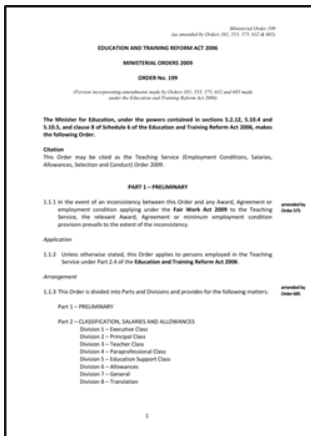 Ministerial Order 199
(as amended by Orders 391, 353, 575, 632 & 685)
EDUCATION AND TRAINING REFORM ACT 2006
MINISTERIAL ORDERS 2009
ORDER No. 199
(Version incorporating amendments made by Orders 391, 353, 575, 632 and 685 made
under the Education and Training Reform Act 2006)
The Minister for Education, under the powers contained in sections 5.2.12, 5.10.4 and
5.10.5, and clause 8 of Schedule 6 of the Education and Training Reform Act 2006, makes
the following Order.
Citation
This Order may be cited as the Teaching Service (Employment Conditions, Salaries,
Allowances, Selection and Conduct) Order 2009.
PART 1 – PRELIMINARY
1.1.1 In the event of an inconsistency between this Order and any Award, Agreement or
employment condition applying under the Fair Work Act 2009 to the Teaching
Service, the relevant Award, Agreement or minimum employment condition
provision prevails to the extent of the inconsistency.
amended by
Order 575
Application
1.1.2 Unless otherwise stated, this Order applies to persons employed in the Teaching
Service under Part 2.4 of the Education and Training Reform Act 2006.
Arrangement
1.1.3 This Order is divided into Parts and Divisions and provides for the following matters:
amended by
Order 685
Part 1 – PRELIMINARY
Part 2 – CLASSIFICATION, SALARIES AND ALLOWANCES
Division 1 – Executive Class
Division 2 – Principal Class
Division 3 – Teacher Class
Division 4 – Paraprofessional Class
Division 5 – Education Support Class
Division 6 – Allowances
Division 7 – General
Division 8 – Translation
1